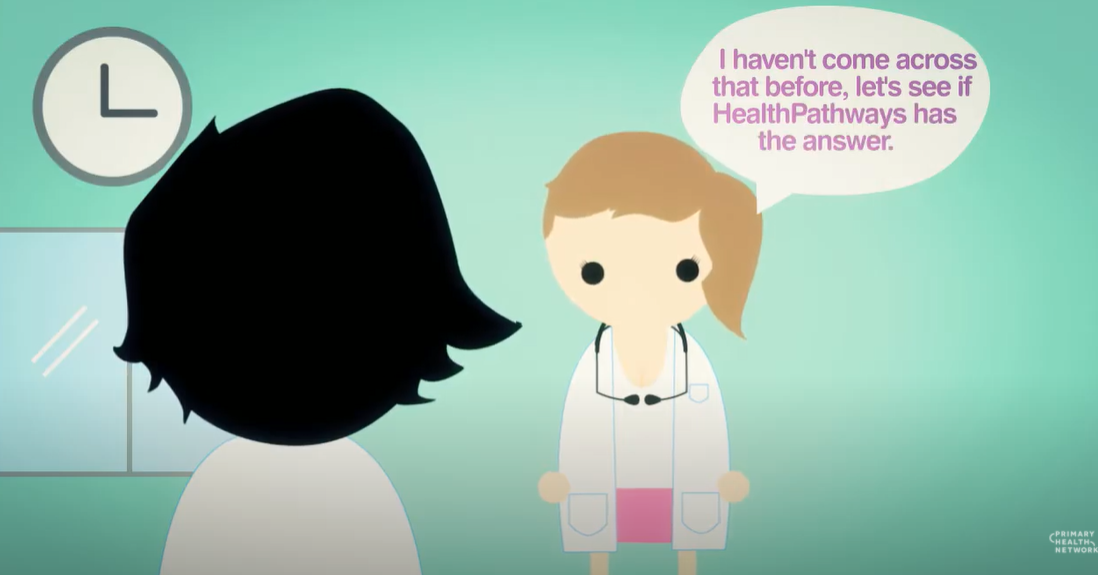 I haven't come across
that before, let's see if
HealthPathways has
the answer.
PRIMARY
HEALTH
NETWORK